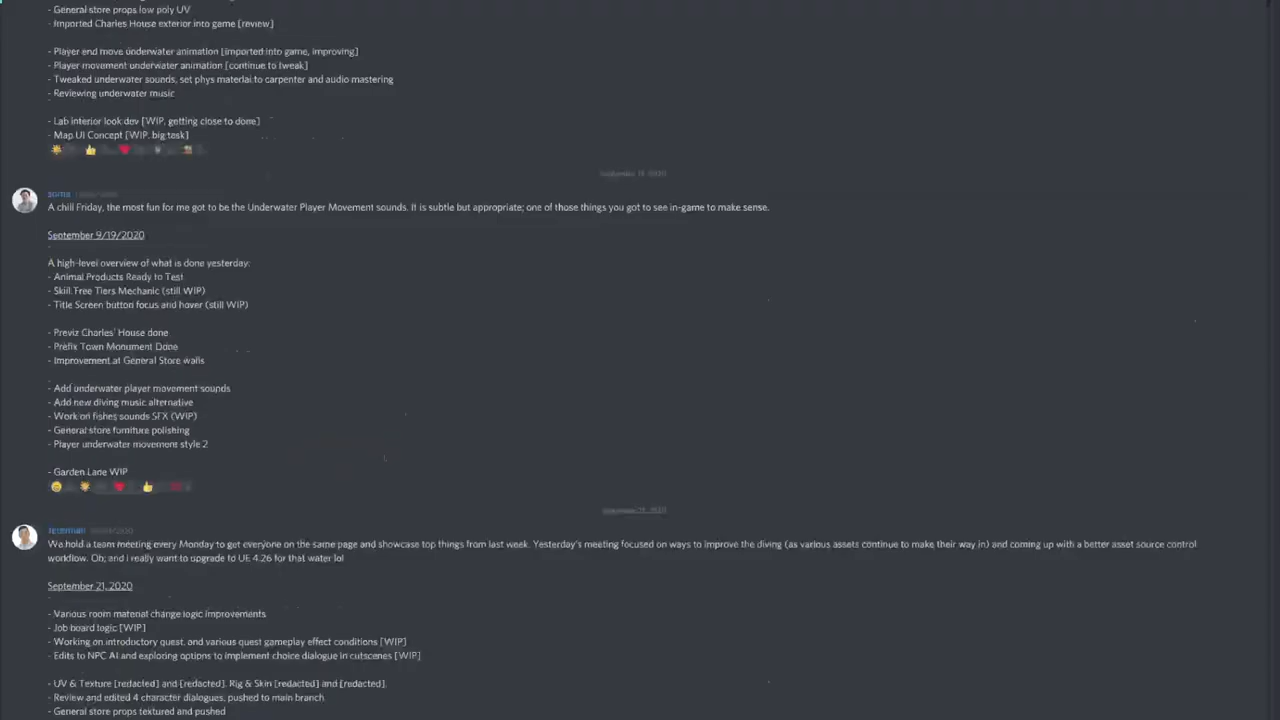 - General store props low poly UV
- Imported Charles House exterior into game [review]
- Player end move underwater animation [imported into game, improving]
- Player movement underwater animation [continue to tweak]
- Tweaked underwater sounds, set phys material to carpenter and audio mastering
- Reviewing underwater music
- Lab interior look dev [WIP, getting close to done]
- Map UI Concept [WIP, big task]
A chill Friday, the most fun for me got to be the Underwater Player Movement sounds. It is subtle but appropriate; one of those things you got to see in-game to make sense.
September 9/19/2020
A high-level overview of what is done yesterday:
- Animal Products Ready to Test
- Skill Tree Tiers Mechanic (still WIP)
- Title Screen button focus and hover (still WIP)
- Previz Charles' House done
- Prefix Town Monument Done
- Improvement at General Store walls
- Add underwater player movement sounds
- Add new diving music alternative
- Work on fishes sounds SFX (WIP)
- General store furniture polishing
- Player underwater movement style 2
- Garden Lane WIP
We hold a team meeting every Monday to get everyone on the same page and showcase top things from last week. Yesterday's meeting focused on ways to improve the diving (as various assets continue to make their way in) and coming up with a better asset source control
workflow. Oh, and i really want to upgrade to UE 4.26 for that water lol
September 21, 2020
- Various room material change logic improvements
- Job board logic [WIP]
- Working on introductory quest, and various quest gameplay effect conditions [WIP]
- Edits to NPC AI and exploring options to implement choice dialogue in cutscenes [WIP]
- UV & Texture [redacted] and [redacted]. Rig & Skin [redacted] and [redacted].
- Review and edited 4 character dialogues, pushed to main branch
- General store props textured and pushed